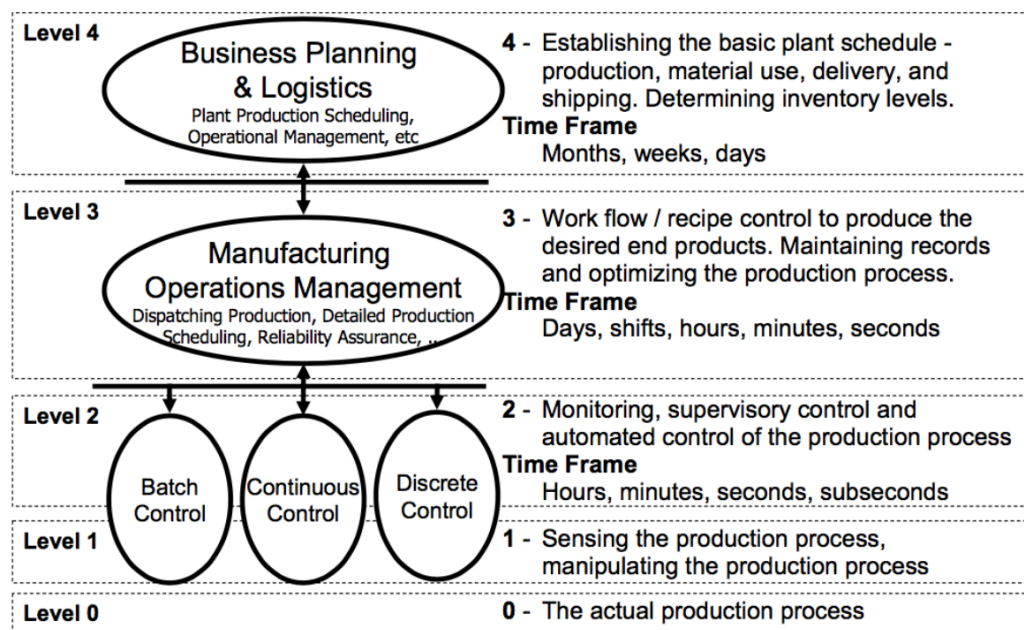 Level 4
Business Planning
& Logistics
Plant Production Scheduling,
Operational Management, etc
4 - Establishing the basic plant schedule -
production, material use, delivery, and
shipping. Determining inventory levels.
Time Frame
Months, weeks, days
Level 3
Manufacturing
Operations Management
Dispatching Production, Detailed Production
Scheduling, Reliability Assurance, ..
3 - Work flow / recipe control to produce the
desired end products. Maintaining records
and optimizing the production process.
Time Frame
Days, shifts, hours, minutes, seconds
Level 2
Batch
Control
Continuous
Control
Discrete
Control
2 - Monitoring, supervisory control and
automated control of the production process
Time Frame
Hours, minutes, seconds, subseconds
Level 1
1 - Sensing the production process,
manipulating the production process
Level 0
0 - The actual production process